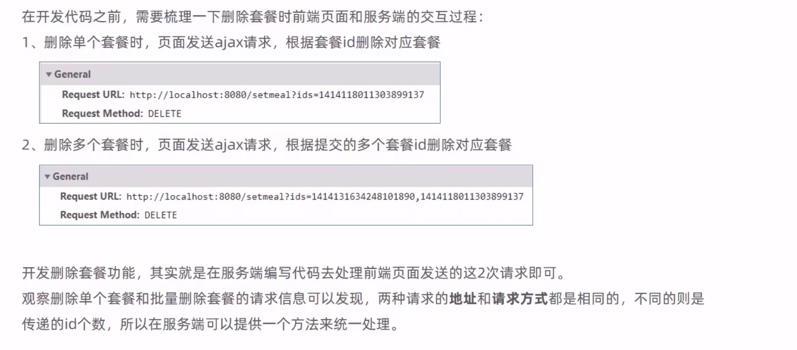 在开发代码之前，需要梳理一下删除套餐时前端页面和服务端的交互过程：
1、删除单个套餐时，页面发送ajax请求，根据套餐id删除对应套餐
▼ General
Request URL: http://localhost:8080/setmeal?ids=1414118011303899137
Request Method: DELETE
2、删除多个套餐时，页面发送ajax请求，根据提交的多个套餐id删除对应套餐
▼ General
Request URL: http://localhost:8080/setmeal?ids=1414131634248101890,1414118011303899137
Request Method: DELETE
开发删除套餐功能，其实就是在服务端编写代码去处理前端页面发送的这2次请求即可。
观察删除单个套餐和批量删除套餐的请求信息可以发现，两种请求的地址和请求方式都是相同的，不同的则是
传递的id个数，所以在服务端可以提供一个方法来统一处理。